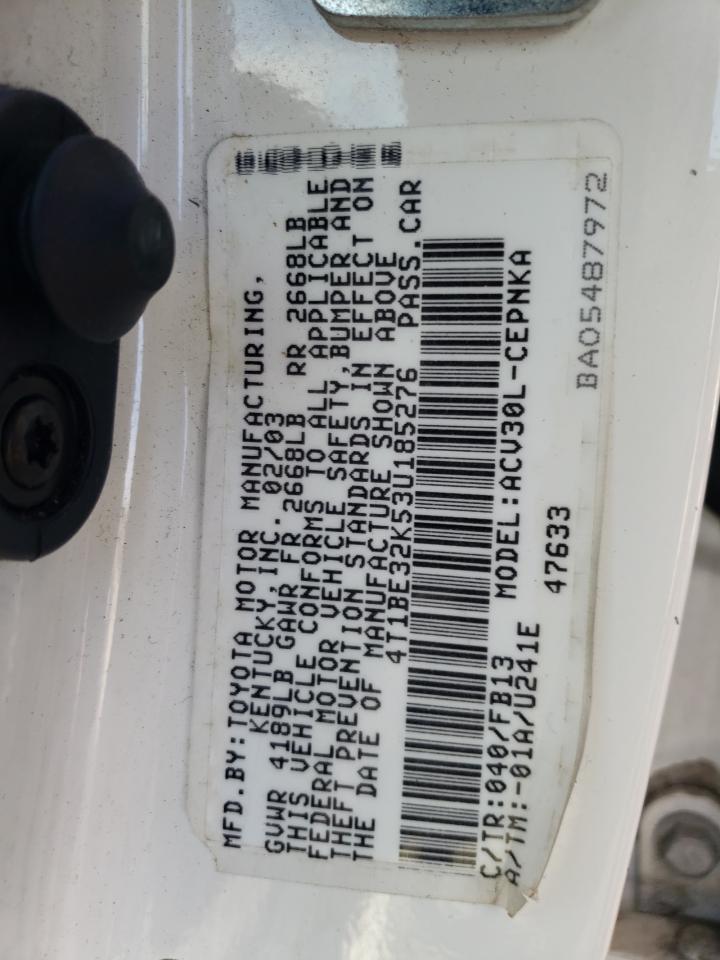 MFD.BY:TOYOTA MOTOR MANUFACTURING,
KENTUCKY,INC. 02/03
GVWR 4189LB GAWR FR 2668LB RR 2668LB
THIS VEHICLE CONFORMS TO ALL APPLICABLE
FEDERAL MOTOR VEHICLE SAFETY,BUMPER AND
THEFT PREVENTION STANDARDS IN EFFECT ON
THE DATE OF MANUFACTURE SHOWN ABOVE
4T1BE32K53U185276 PASS.CAR
C/TR:040/FB13 MODEL:ACV30L-CEPNKA
A/TM:-01A/U241E 47633
BA05487972